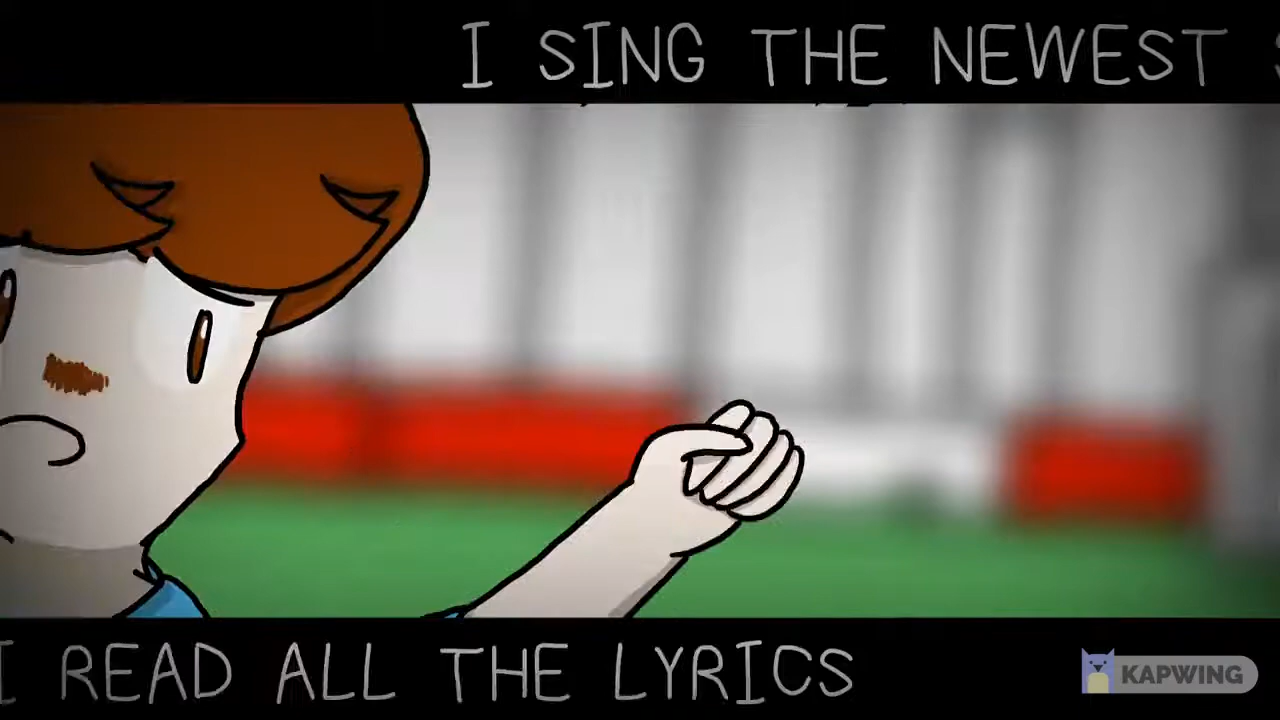 I SING THE NEWEST
I READ ALL THE LYRICS
KAPWING